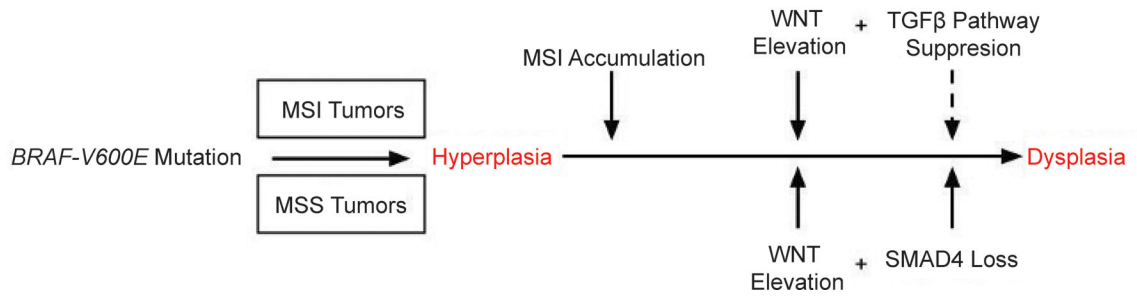 WNT + TGFβ Pathway
Elevation Suppresion
MSI Accumulation
MSI Tumors
BRAF-V600E Mutation
Hyperplasia
Dysplasia
MSS Tumors
WNT + SMAD4 Loss
Elevation